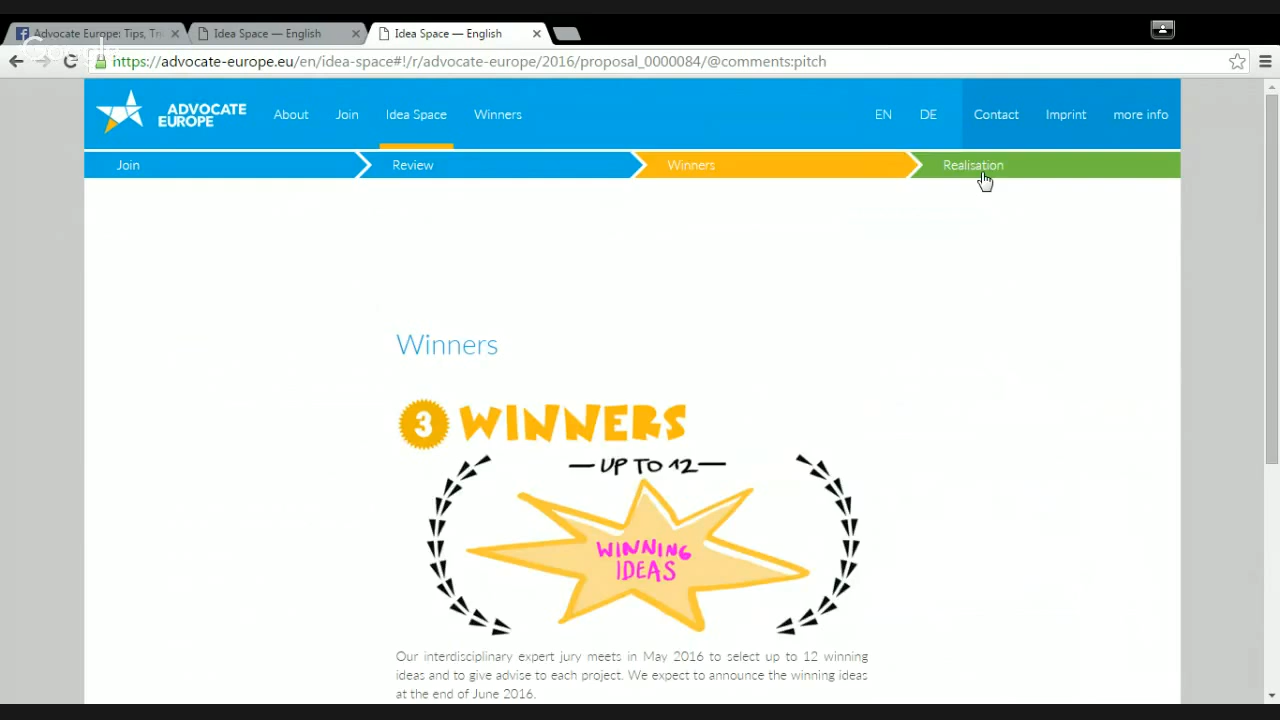 Advocate Europe: Tips, Tri
Idea Space — English
Idea Space — English
https://advocate-europe.eu/en/idea-space#!/r/advocate-europe/2016/proposal_0000084/@comments:pitch
ADVOCATE
EUROPE
About
Join
Idea Space
Winners
EN
DE
Contact
Imprint
more info
Join
Review
Winners
Realisation
Winners
3 WINNERS
— UP TO 12 —
WINNING
IDEAS
Our interdisciplinary expert jury meets in May 2016 to select up to 12 winning
ideas and to give advise to each project. We expect to announce the winning ideas
at the end of June 2016.